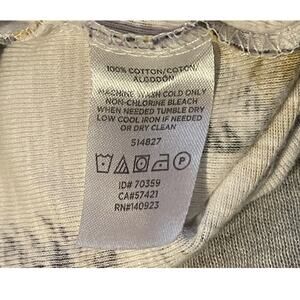 100% COTTON/COTON/
ALGODON
MACHINE WASH COLD ONLY
NON-CHLORINE BLEACH
WHEN NEEDED TUMBLE DRY
LOW COOL IRON IF NEEDED
OR DRY CLEAN
514827
P
ID# 70359
CA#57421
RN#140923